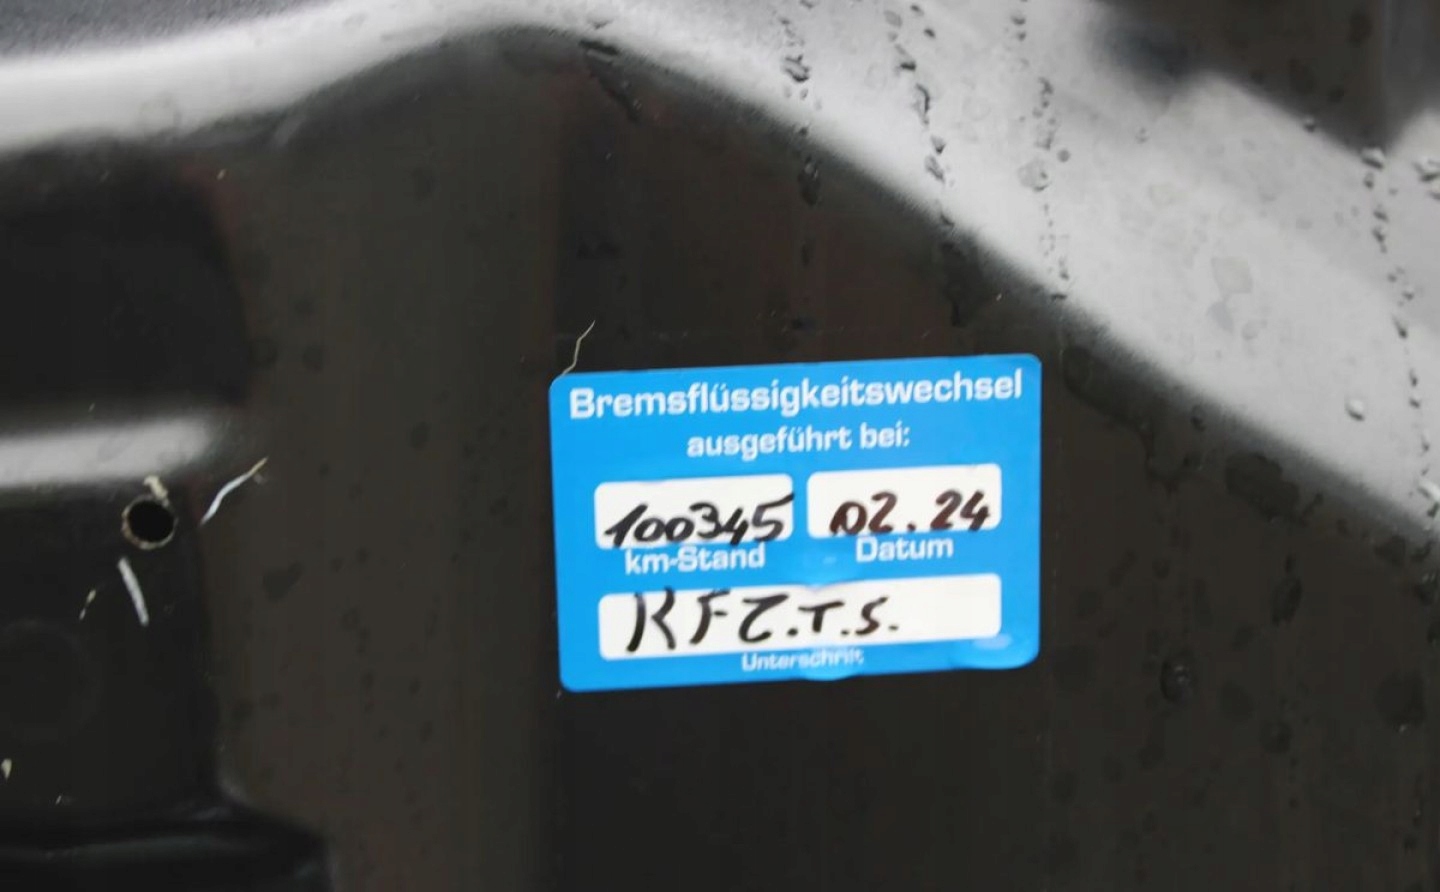 Bremsflüssigkeitswechsel
ausgeführt bei:
100345 02.24
km-Stand Datum
KFZ.T.S.
Unterschrift